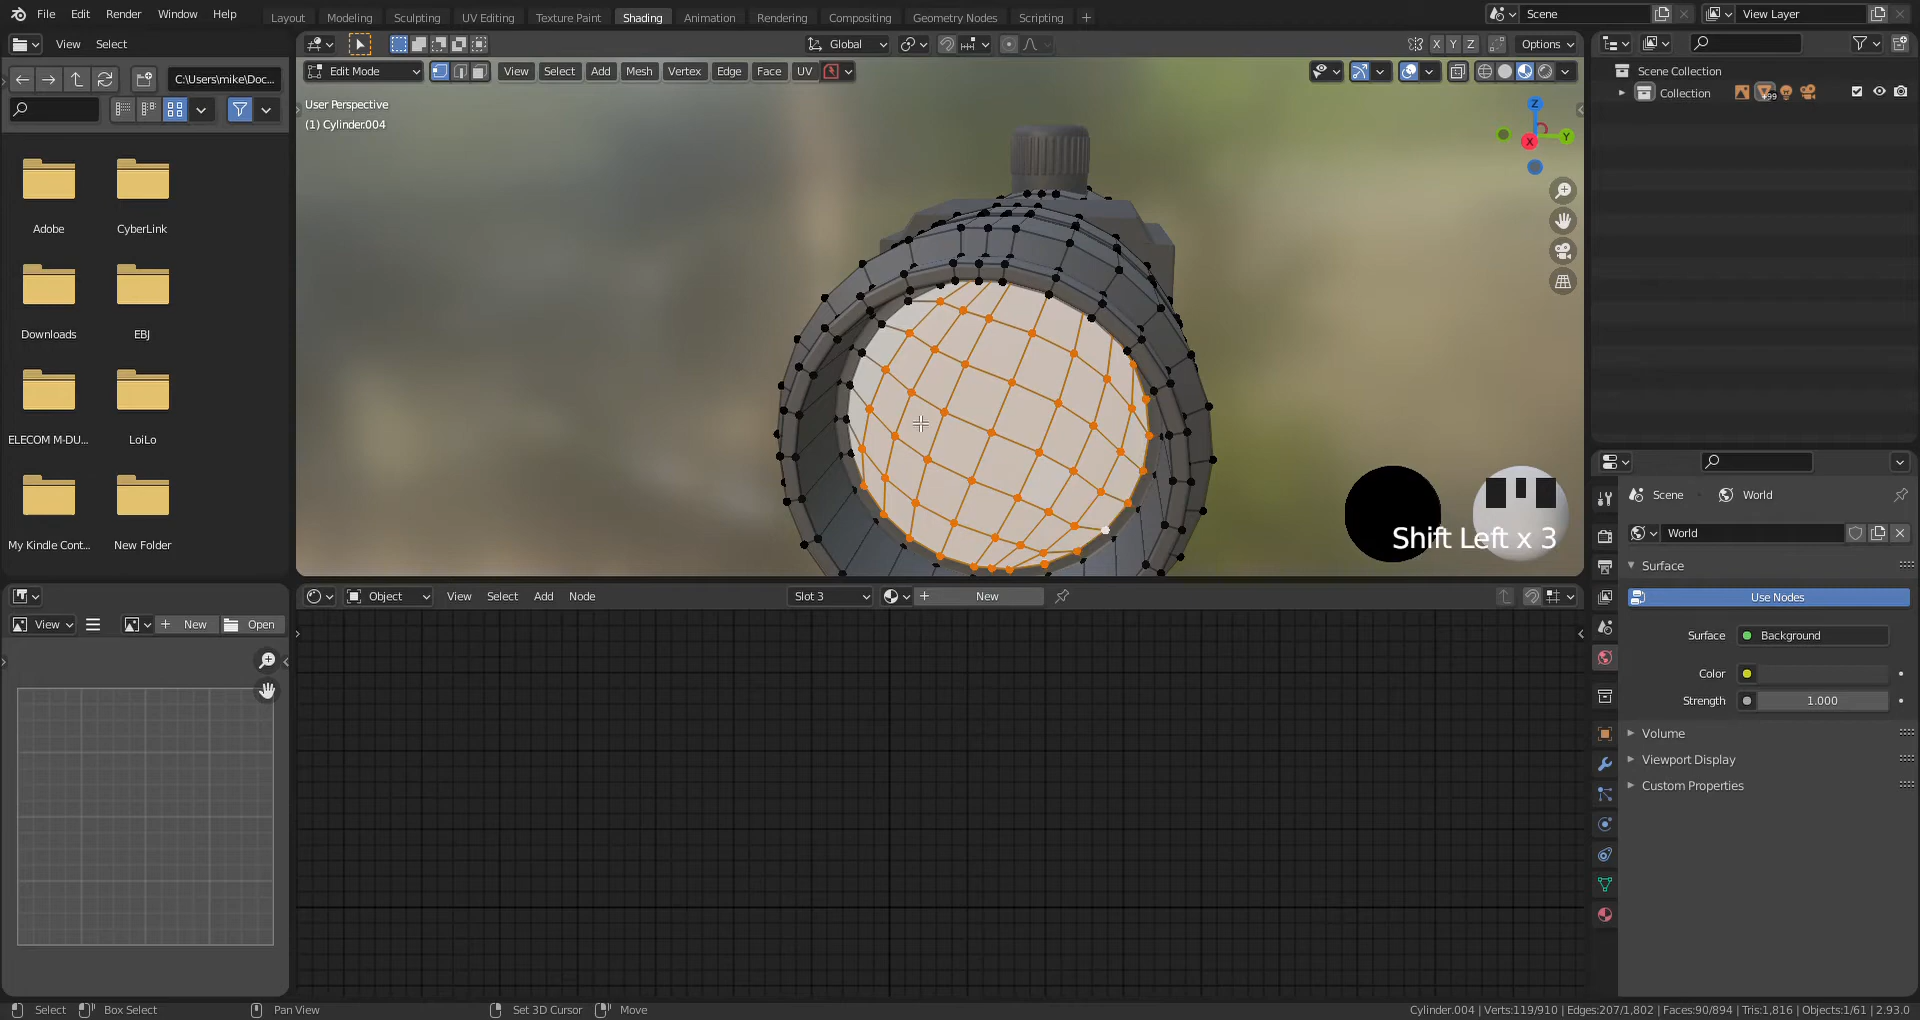 File Edit Render Window Help Layout Modeling Sculpting UV Editing Texture Paint Shading Animation Rendering Compositing Geometry Nodes Scripting + Scene View Layer
View Select Global X Y Z Options
C:\Users\mike\Doc... Edit Mode View Select Add Mesh Vertex Edge Face UV Scene Collection
User Perspective Collection
(1) Cylinder.004
Z
Y
X
Adobe CyberLink
Downloads EBJ
ELECOM M-DU... LoiLo
My Kindle Cont... New Folder
Shift Left x 3
Scene World
World
Surface
Use Nodes
Surface Background
Color
Strength 1.000
Volume
Viewport Display
Custom Properties
Object View Select Add Node Slot 3 New
View New Open
Select Box Select Pan View Set 3D Cursor Move Cylinder.004 | Verts:119/910 | Edges:207/1,802 | Faces:90/894 | Tris:1,816 | Objects:1/61 | 2.93.0